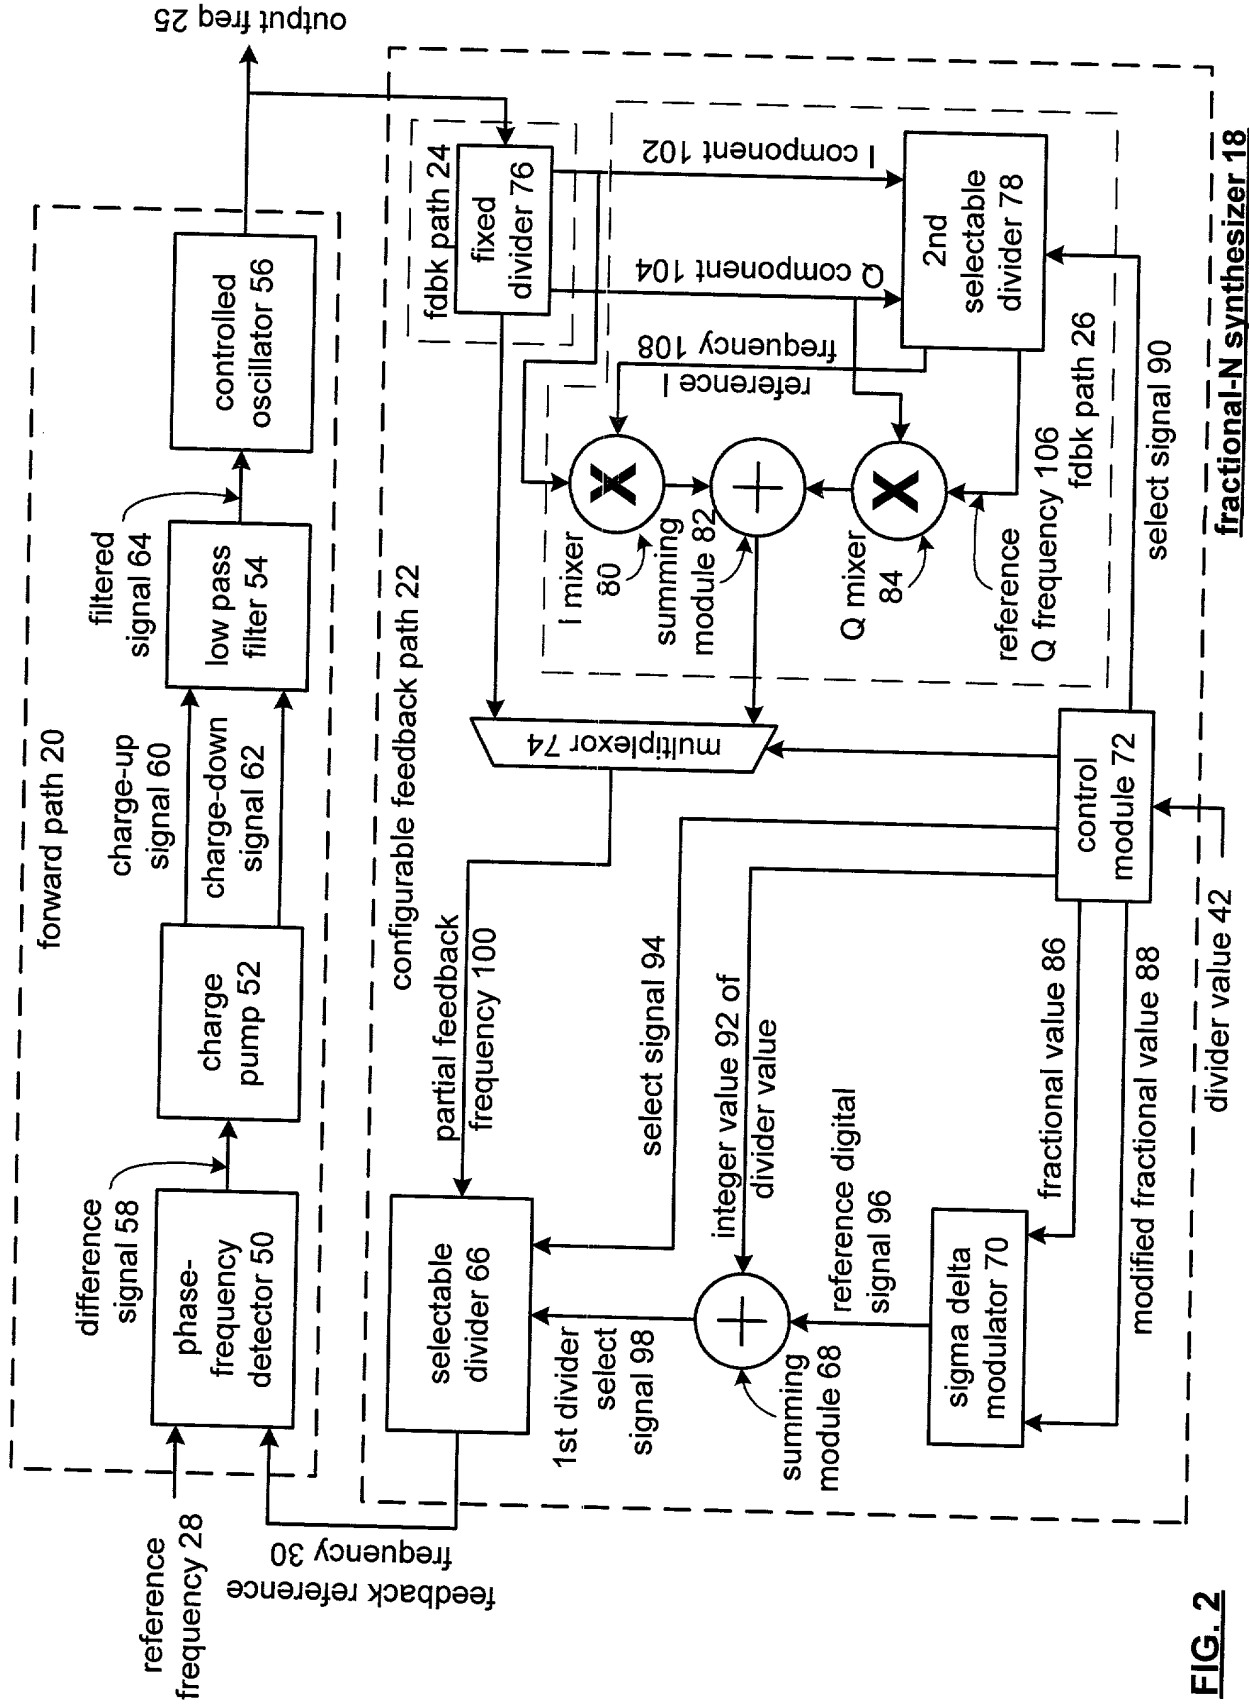 forward path 20
reference
frequency 28
phase-
frequency
detector 50
difference
signal 58
charge
pump 52
charge-up
signal 60
charge-down
signal 62
low pass
filter 54
filtered
signal 64
controlled
oscillator 56
output freq 25
feedback reference
frequency 30
configurable feedback path 22
selectable
divider 66
partial feedback
frequency 100
select signal 94
1st divider
select
signal 98
integer value 92 of
divider value
summing
module 68
reference digital
signal 96
sigma delta
modulator 70
fractional value 86
modified fractional value 88
control
module 72
divider value 42
multiplexor 74
fdbk path 24
fixed
divider 76
I component 102
Q component 104
reference I
frequency 108
I mixer
80
summing
module 82
Q mixer
84
reference
Q frequency 106
fdbk path 26
2nd
selectable
divider 78
select signal 90
FIG. 2
fractional-N synthesizer 18